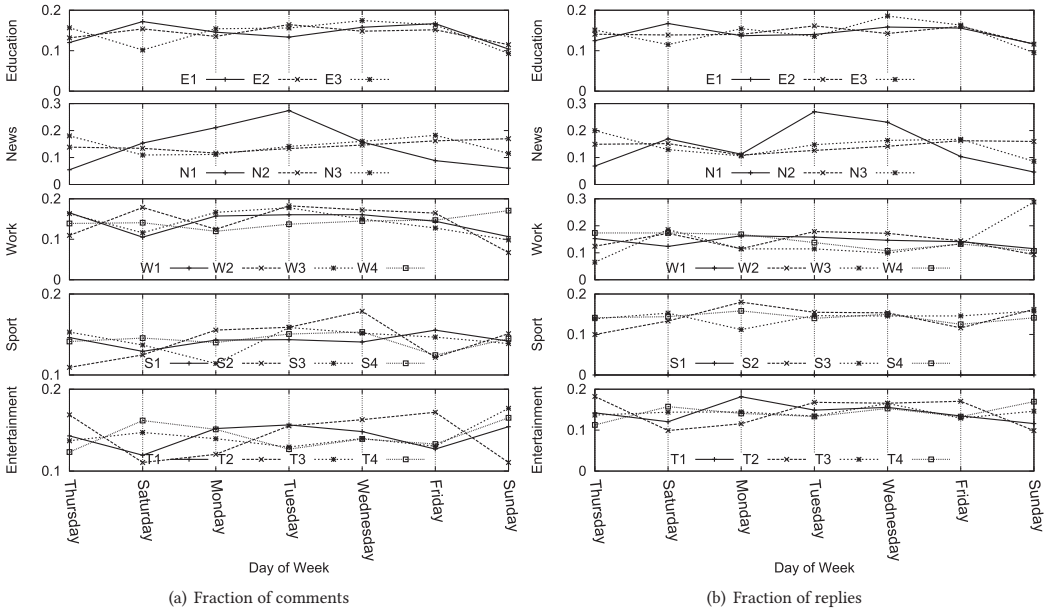 Education
0.2
0.1
0
E1 E2 E3
News
0.3
0.2
0.1
0
N1 N2 N3
Work
0.2
0.1
0
W1 W2 W3 W4
Sport
0.2
0.1
S1 S2 S3 S4
Entertainment
0.2
0.1
T1 T2 T3 T4
Thursday
Saturday
Monday
Tuesday
Wednesday
Friday
Sunday
Day of Week
(a) Fraction of comments
Education
0.2
0.1
0
E1 E2 E3
News
0.3
0.2
0.1
0
N1 N2 N3
Work
0.3
0.2
0.1
0
W1 W2 W3 W4
Sport
0.2
0.1
0
S1 S2 S3 S4
Entertainment
0.2
0.1
0
T1 T2 T3 T4
Thursday
Saturday
Monday
Tuesday
Wednesday
Friday
Sunday
Day of Week
(b) Fraction of replies